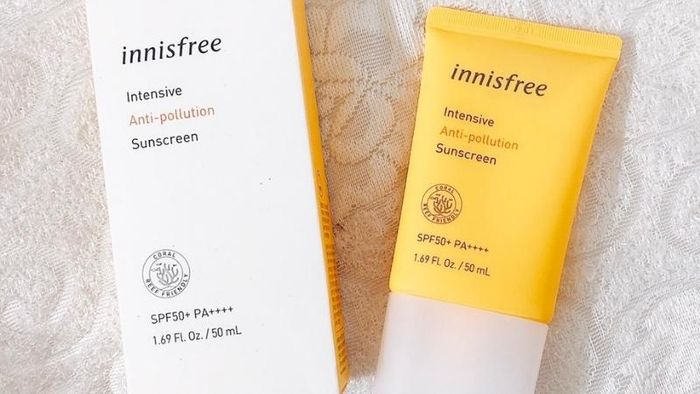 innisfree
Intensive
Anti-pollution
Sunscreen
CORAL
REEF FRIENDLY
SPF50+ PA++++
1.69 Fl. Oz. / 50 mL
innisfree
Intensive
Anti-pollution
Sunscreen
CORAL
REEF FRIENDLY
SPF50+ PA++++
1.69 Fl. Oz. / 50 mL